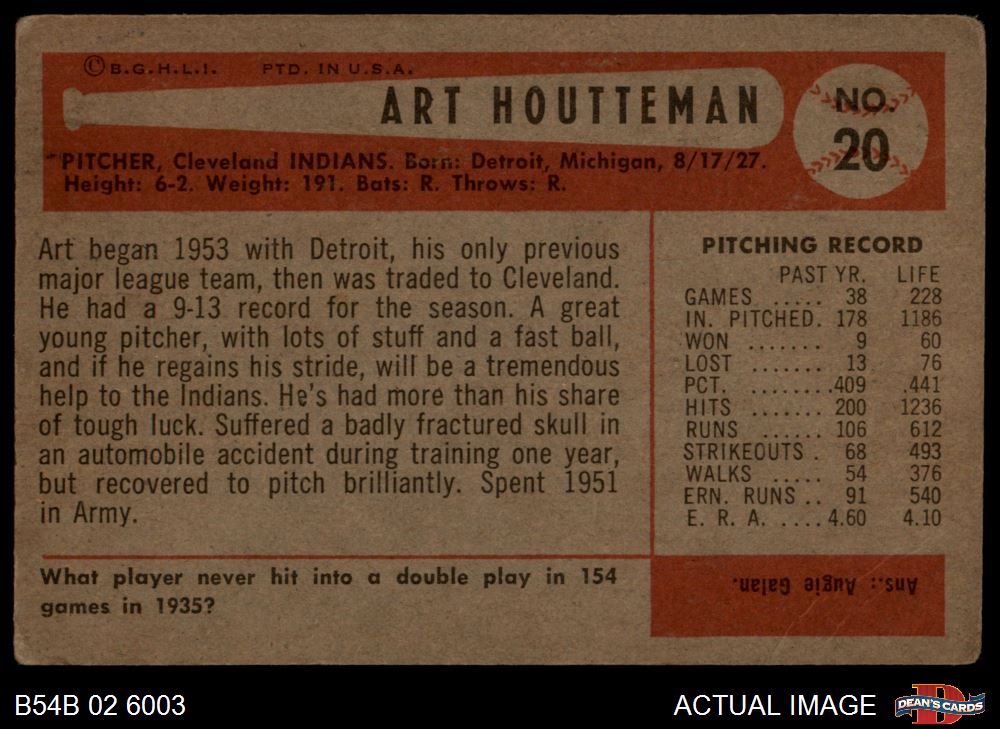 © B.G.H.L.I. PTD. IN U.S.A.
ART HOUTTEMAN
NO.
20
PITCHER, Cleveland INDIANS. Born: Detroit, Michigan, 8/17/27.
Height: 6-2. Weight: 191. Bats: R. Throws: R.
Art began 1953 with Detroit, his only previous
major league team, then was traded to Cleveland.
He had a 9-13 record for the season. A great
young pitcher, with lots of stuff and a fast ball,
and if he regains his stride, will be a tremendous
help to the Indians. He's had more than his share
of tough luck. Suffered a badly fractured skull in
an automobile accident during training one year,
but recovered to pitch brilliantly. Spent 1951
in Army.
PITCHING RECORD
PAST YR. LIFE
GAMES ..... 38 228
IN. PITCHED. 178 1186
WON ....... 9 60
LOST ....... 13 76
PCT. ....... .409 .441
HITS ....... 200 1236
RUNS ...... 106 612
STRIKEOUTS . 68 493
WALKS ..... 54 376
ERN. RUNS .. 91 540
E. R. A. .... 4.60 4.10
What player never hit into a double play in 154
games in 1935?
Ans.: Augie Galan.
B54B 02 6003
ACTUAL IMAGE
D
DEAN'S CARDS